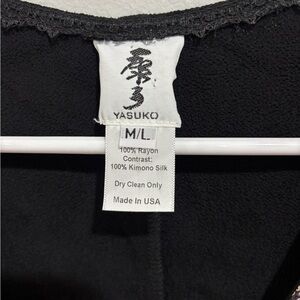 YASUKO
M/L
100% Rayon
Contrast:
100% Kimono Silk
Dry Clean Only
Made in USA